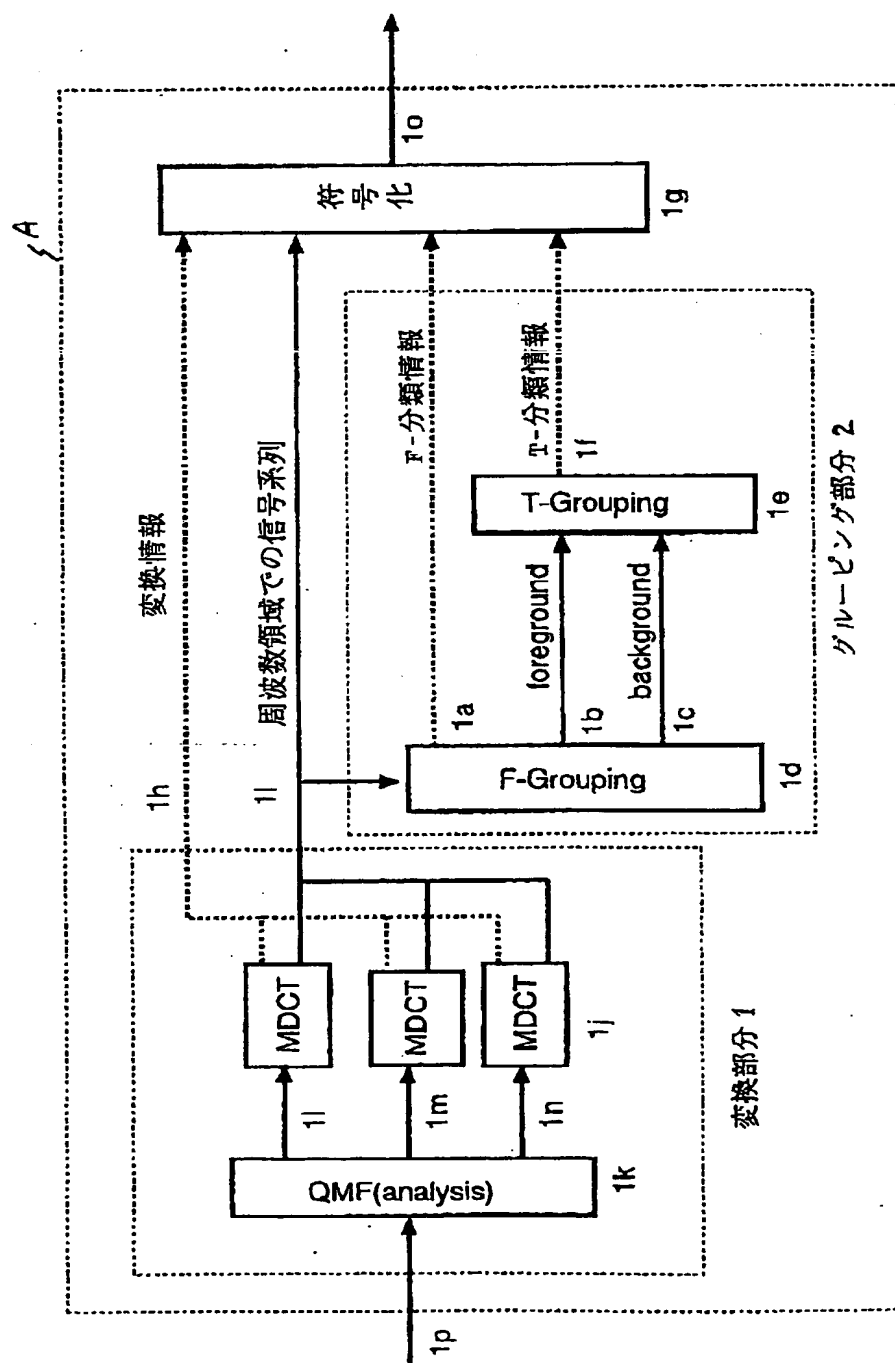 A
変換情報
1h
周波数領域での信号系列
1l
MDCT
MDCT
MDCT
1j
1l
1m
1n
QMF(analysis)
1k
1p
変換部分1
F-分類情報
1a
T-分類情報
1f
foreground
1b
background
1c
F-Grouping
1d
T-Grouping
1e
グルーピング部分2
符号化
1g
1o